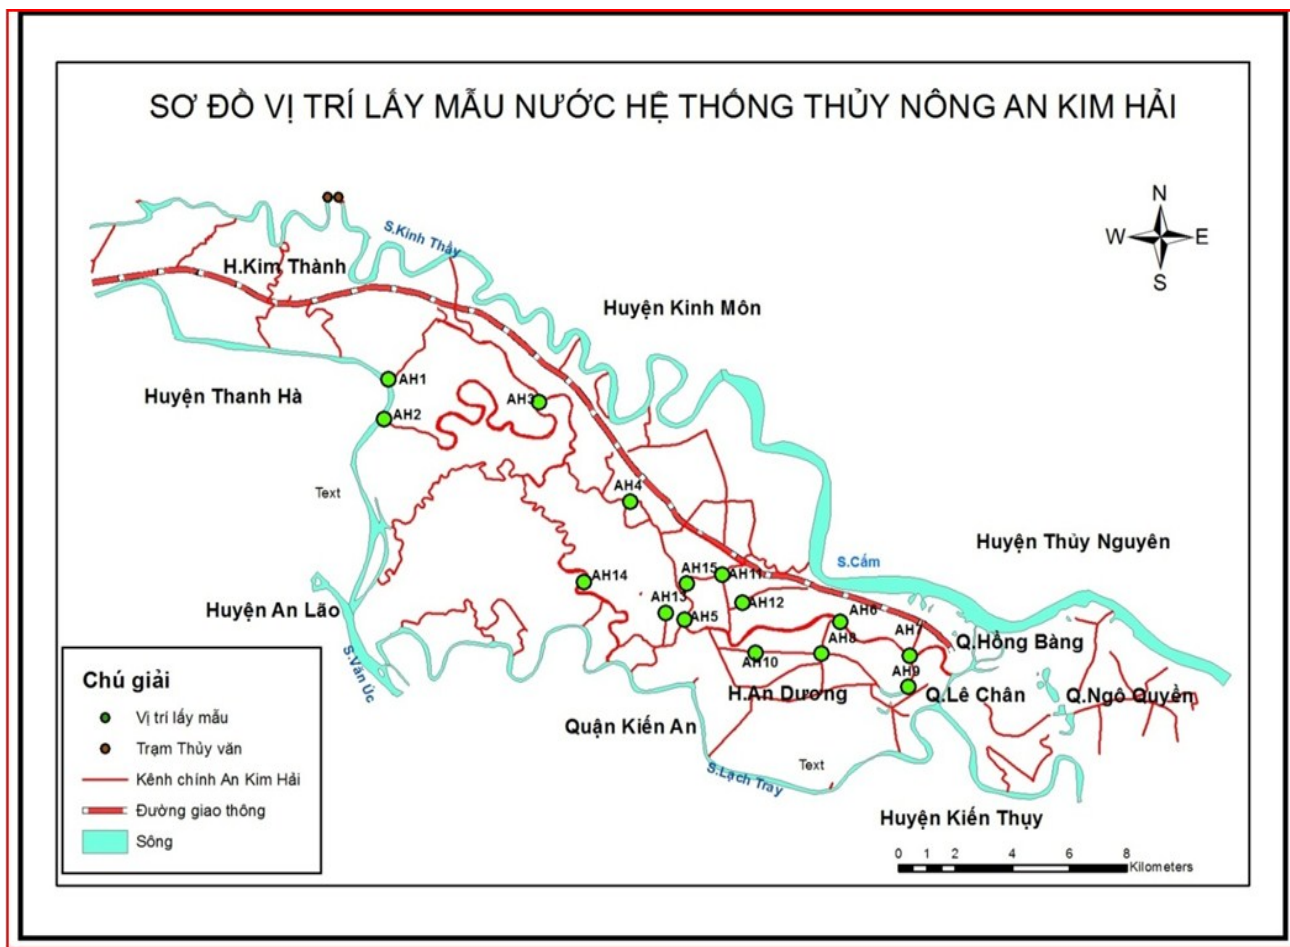 SƠ ĐỒ VỊ TRÍ LẤY MẪU NƯỚC HỆ THỐNG THỦY NÔNG AN KIM HẢI
N
W E
S
S.Kinh Thầy
H.Kim Thành
Huyện Kinh Môn
AH1
Huyện Thanh Hà
AH3
AH2
AH4
Text
Huyện Thủy Nguyên
S.Cấm
AH15
AH11
AH14
AH12
Huyện An Lão
AH13
AH5
AH6
AH7
AH8
Q.Hồng Bàng
AH10
AH9
S.Văn Úc
H.An Dương
Q.Lê Chân
Q.Ngô Quyền
Quận Kiến An
Text
S.Lạch Tray
Huyện Kiến Thụy
Chú giải
Vị trí lấy mẫu
Trạm Thủy văn
Kênh chính An Kim Hải
Đường giao thông
Sông
0 1 2 4 6 8
Kilometers